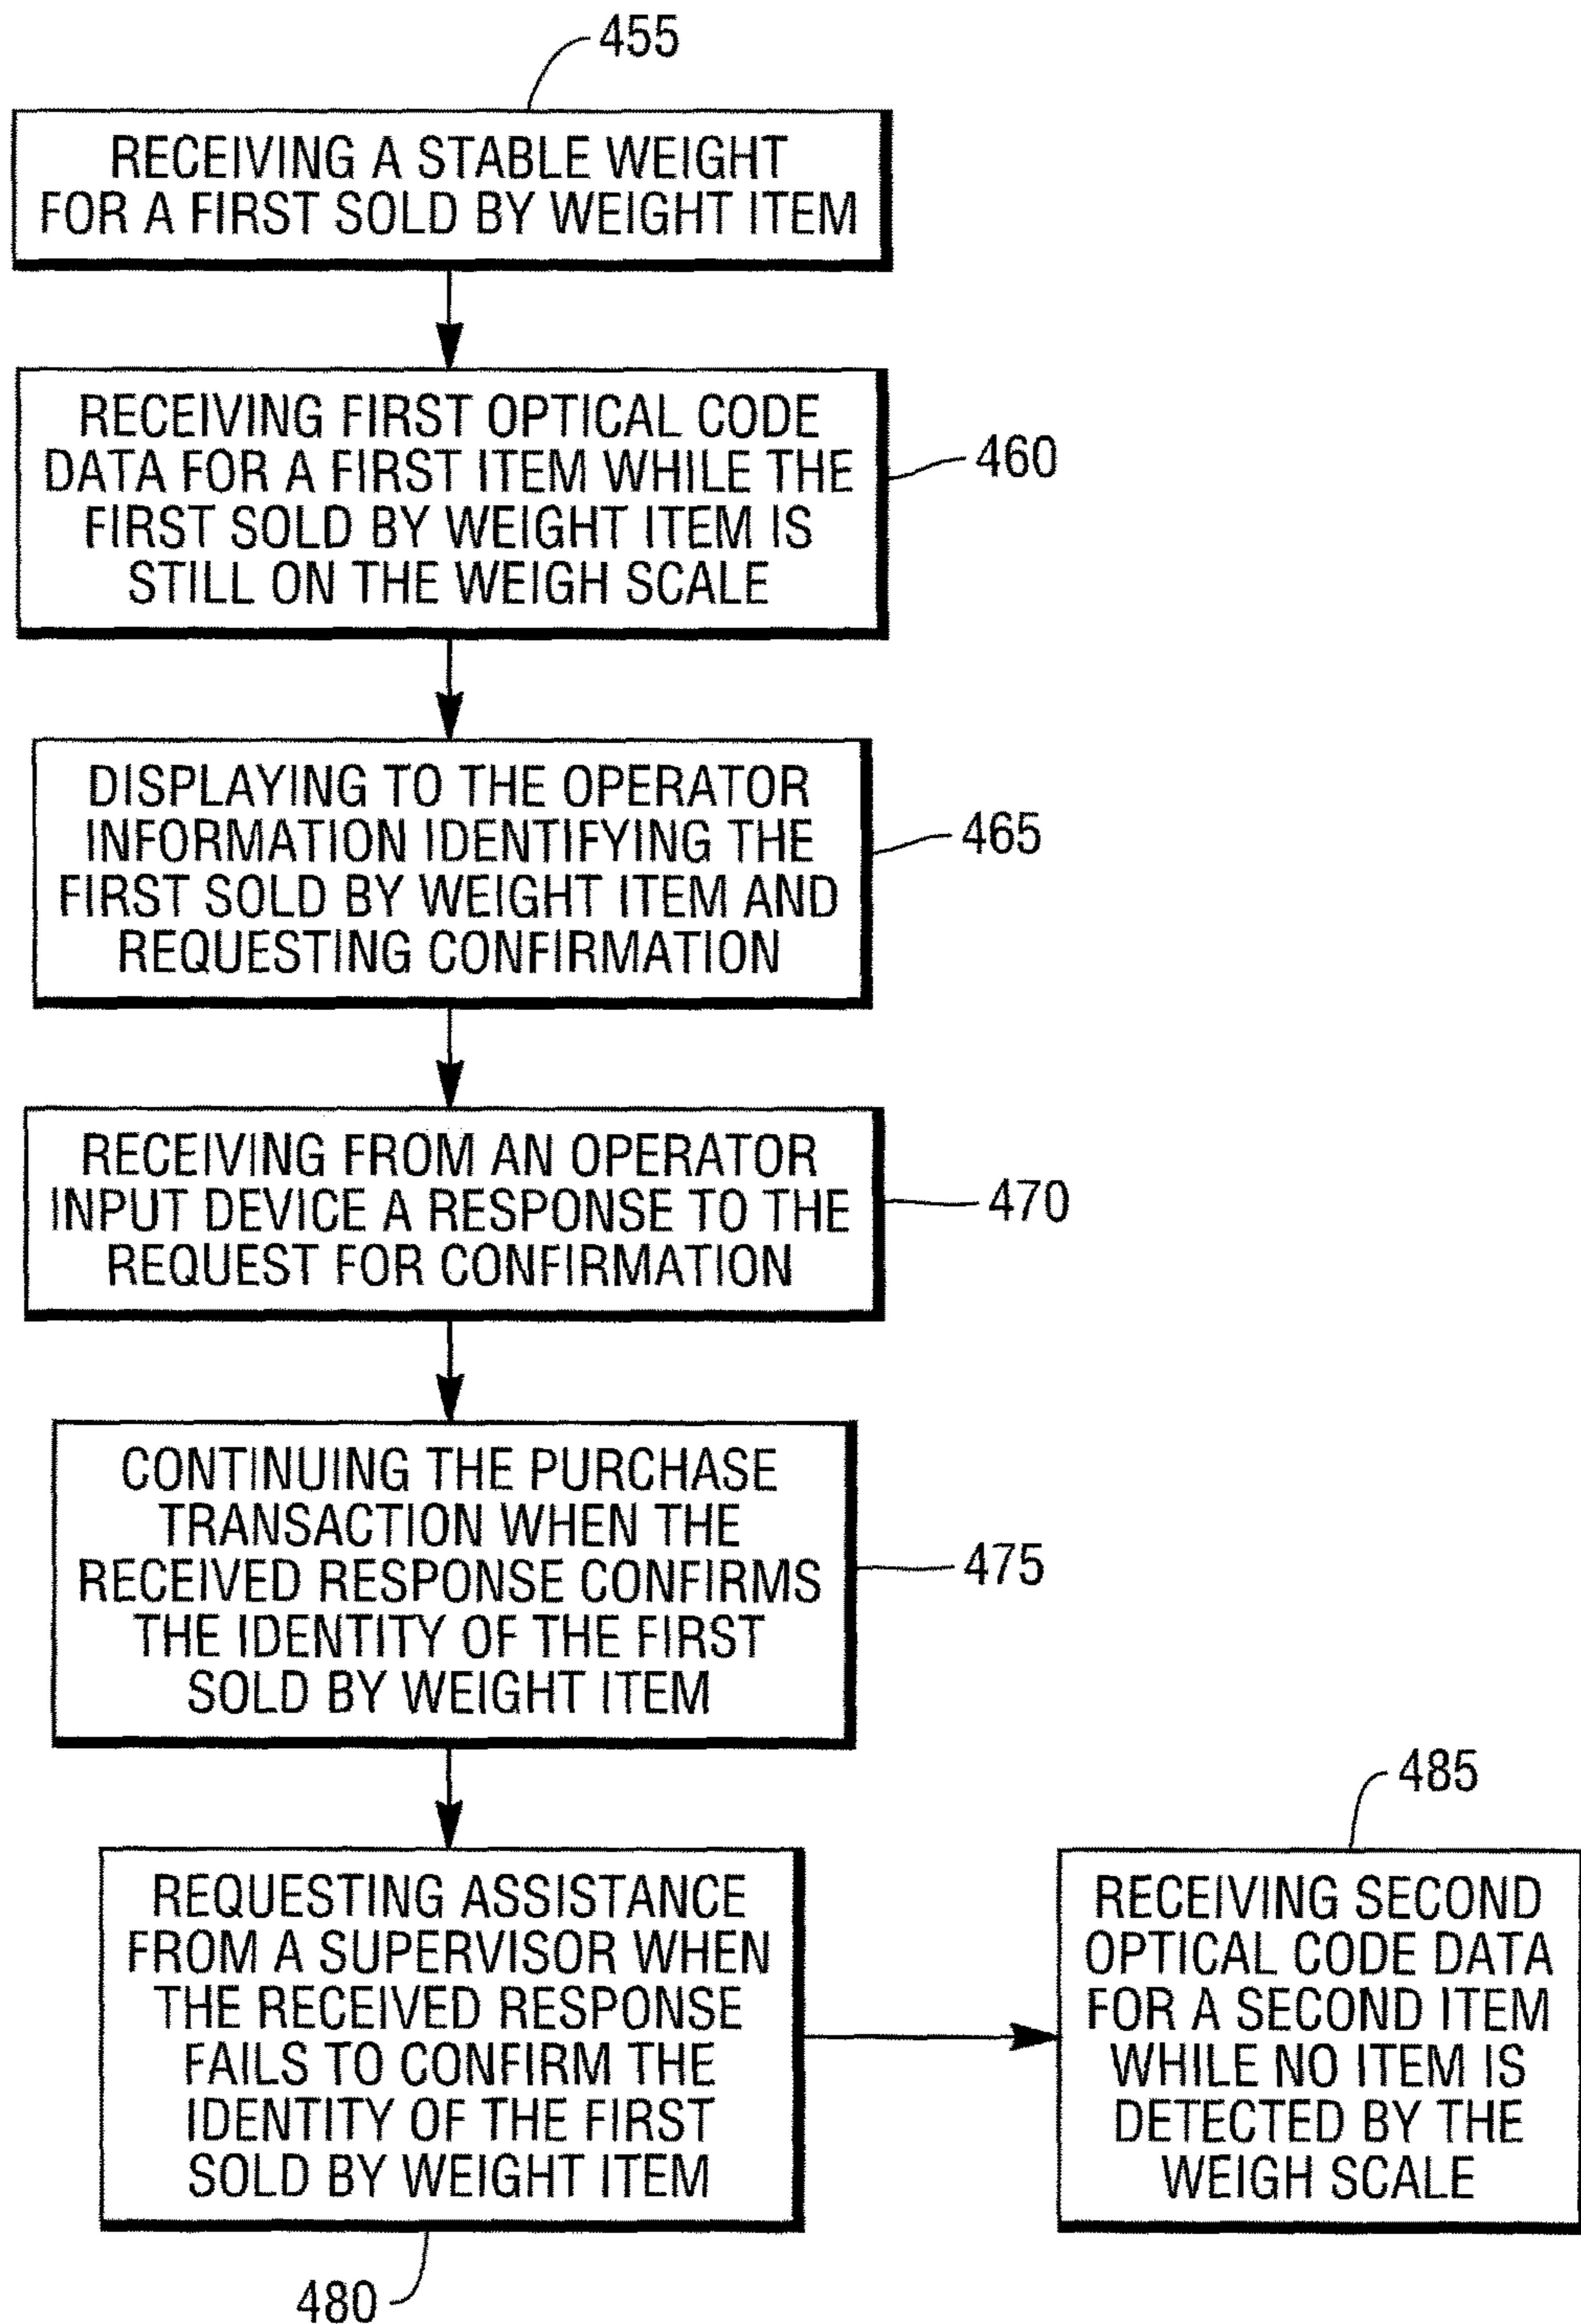 455
RECEIVING A STABLE WEIGHT
FOR A FIRST SOLD BY WEIGHT ITEM
RECEIVING FIRST OPTICAL CODE
DATA FOR A FIRST ITEM WHILE THE
FIRST SOLD BY WEIGHT ITEM IS
STILL ON THE WEIGH SCALE
460
DISPLAYING TO THE OPERATOR
INFORMATION IDENTIFYING THE
FIRST SOLD BY WEIGHT ITEM AND
REQUESTING CONFIRMATION
465
RECEIVING FROM AN OPERATOR
INPUT DEVICE A RESPONSE TO THE
REQUEST FOR CONFIRMATION
470
CONTINUING THE PURCHASE
TRANSACTION WHEN THE
RECEIVED RESPONSE CONFIRMS
THE IDENTITY OF THE FIRST
SOLD BY WEIGHT ITEM
475
REQUESTING ASSISTANCE
FROM A SUPERVISOR WHEN
THE RECEIVED RESPONSE
FAILS TO CONFIRM THE
IDENTITY OF THE FIRST
SOLD BY WEIGHT ITEM
480
485
RECEIVING SECOND
OPTICAL CODE DATA
FOR A SECOND ITEM
WHILE NO ITEM IS
DETECTED BY THE
WEIGH SCALE